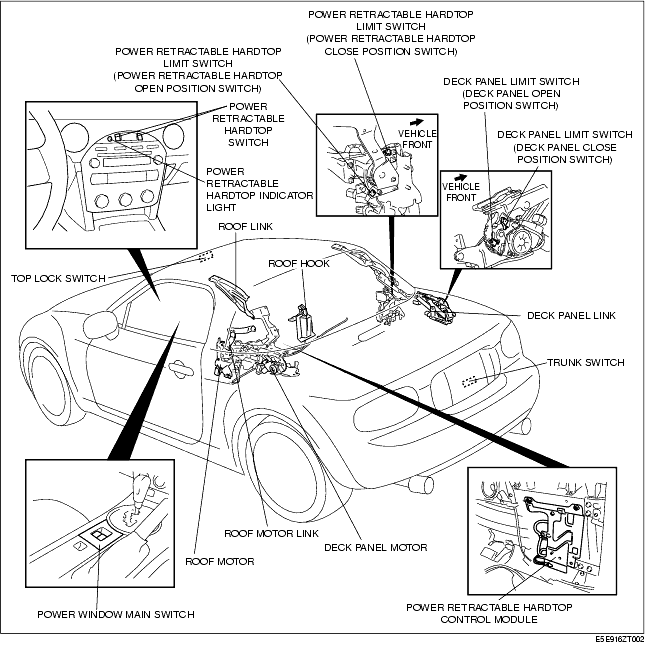 POWER RETRACTABLE HARDTOP
LIMIT SWITCH
(POWER RETRACTABLE HARDTOP
CLOSE POSITION SWITCH)
POWER RETRACTABLE HARDTOP
LIMIT SWITCH
(POWER RETRACTABLE HARDTOP
OPEN POSITION SWITCH)
DECK PANEL LIMIT SWITCH
(DECK PANEL OPEN
POSITION SWITCH)
POWER
RETRACTABLE
HARDTOP
SWITCH
VEHICLE
FRONT
DECK PANEL LIMIT SWITCH
(DECK PANEL CLOSE
POSITION SWITCH)
POWER
RETRACTABLE
HARDTOP INDICATOR
LIGHT
VEHICLE
FRONT
ROOF LINK
TOP LOCK SWITCH
ROOF HOOK
DECK PANEL LINK
TRUNK SWITCH
ROOF MOTOR LINK
DECK PANEL MOTOR
ROOF MOTOR
POWER WINDOW MAIN SWITCH
POWER RETRACTABLE HARDTOP
CONTROL MODULE
E5E916ZT002